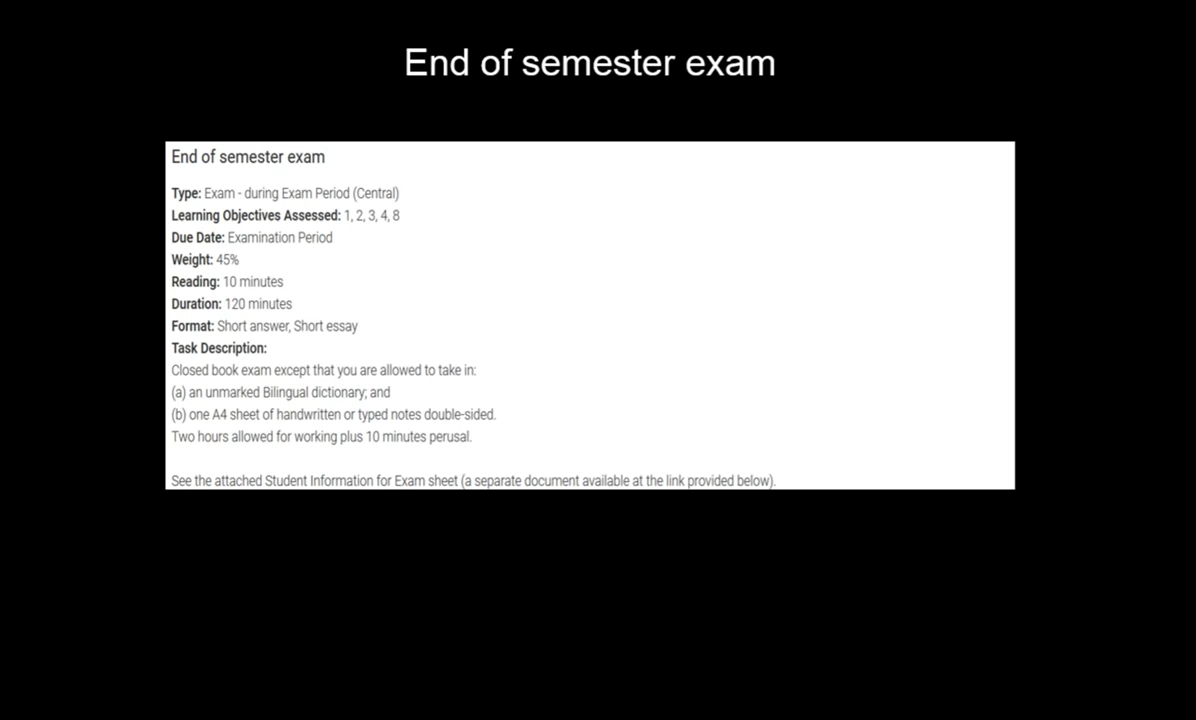 End of semester exam
End of semester exam
Type: Exam - during Exam Period (Central)
Learning Objectives Assessed: 1, 2, 3, 4, 8
Due Date: Examination Period
Weight: 45%
Reading: 10 minutes
Duration: 120 minutes
Format: Short answer, Short essay
Task Description:
Closed book exam except that you are allowed to take in:
(a) an unmarked Bilingual dictionary; and
(b) one A4 sheet of handwritten or typed notes double-sided.
Two hours allowed for working plus 10 minutes perusal.
See the attached Student Information for Exam sheet (a separate document available at the link provided below).